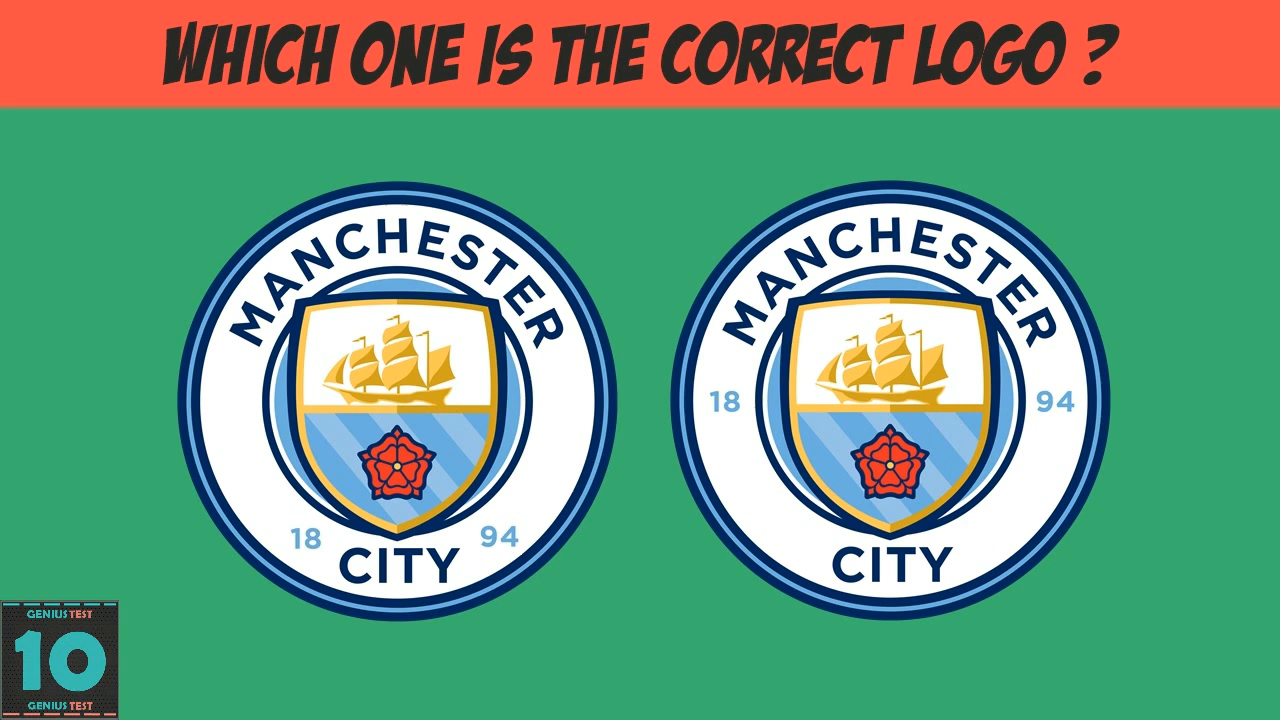 WHICH ONE IS THE CORRECT LOGO ?
MANCHESTER
18 94
CITY
MANCHESTER
18 94
CITY
GENIUS TEST
10
GENIUS TEST